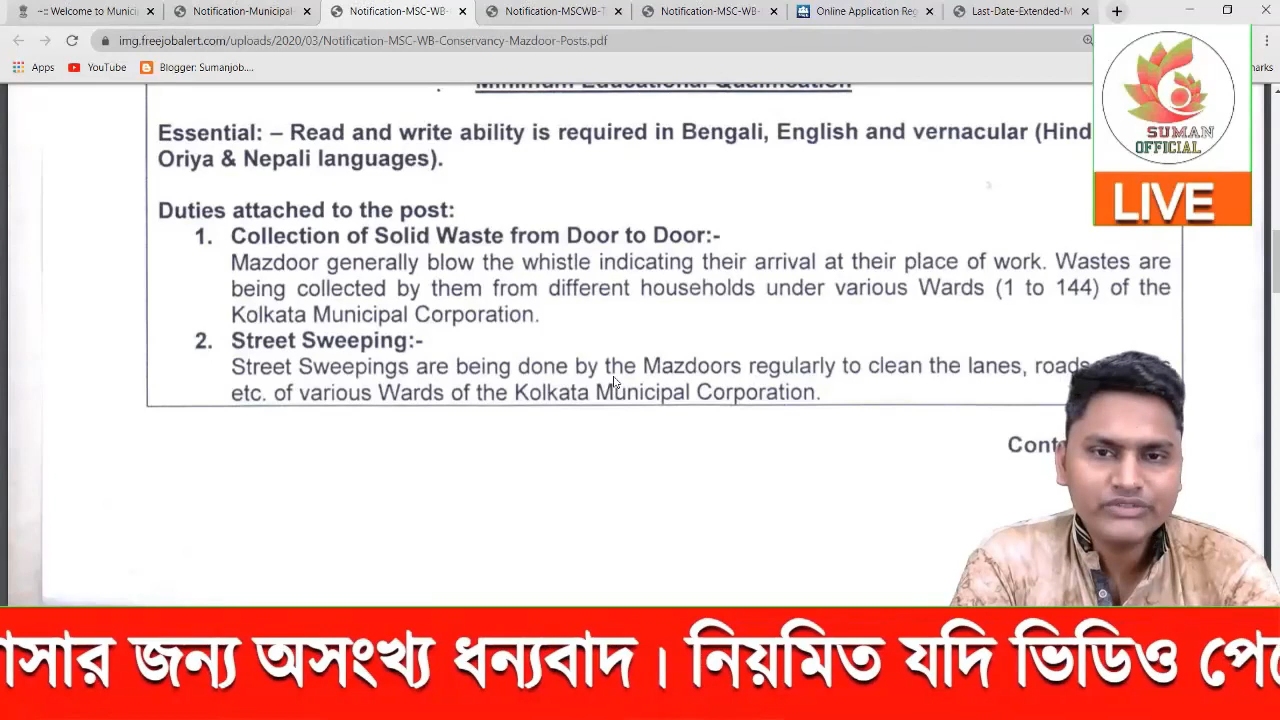 -:: Welcome to Munici
Notification-Municipal
Notification-MSC-WB-
Notification-MSCWB-T
Notification-MSC-WB-
Online Application Reg
Last-Date-Extended-M
img.freejobalert.com/uploads/2020/03/Notification-MSC-WB-Conservancy-Mazdoor-Posts.pdf
Apps
YouTube
Blogger: Sumanjob....
Minimum Educational Qualification
Essential: – Read and write ability is required in Bengali, English and vernacular (Hind
Oriya & Nepali languages).
Duties attached to the post:
1. Collection of Solid Waste from Door to Door:-
Mazdoor generally blow the whistle indicating their arrival at their place of work. Wastes are
being collected by them from different households under various Wards (1 to 144) of the
Kolkata Municipal Corporation.
2. Street Sweeping:-
Street Sweepings are being done by the Mazdoors regularly to clean the lanes, roads
etc. of various Wards of the Kolkata Municipal Corporation.
Cont
SUMAN
OFFICIAL
LIVE
াসার জন্য অসংখ্য ধন্যবাদ । নিয়মিত যদি ভিডিও পে